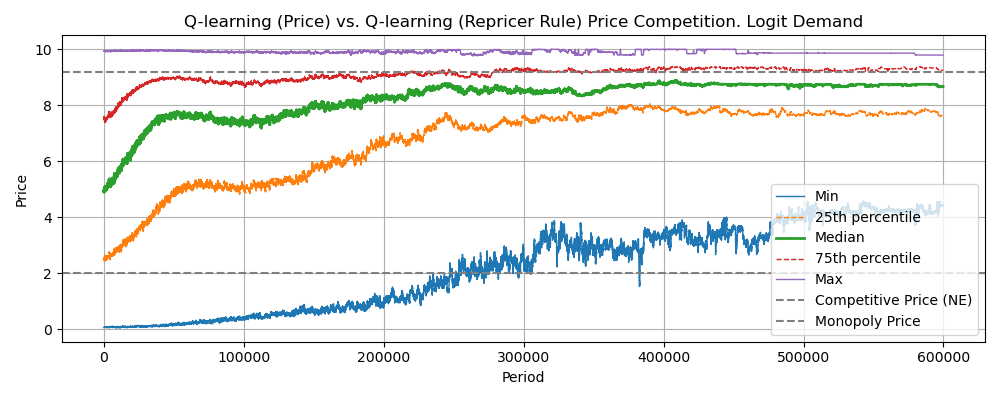 Q-learning (Price) vs. Q-learning (Repricer Rule) Price Competition. Logit Demand
10
8
6
4
2
0
Price
Min
25th percentile
Median
75th percentile
Max
Competitive Price (NE)
Monopoly Price
0 100000 200000 300000 400000 500000 600000
Period